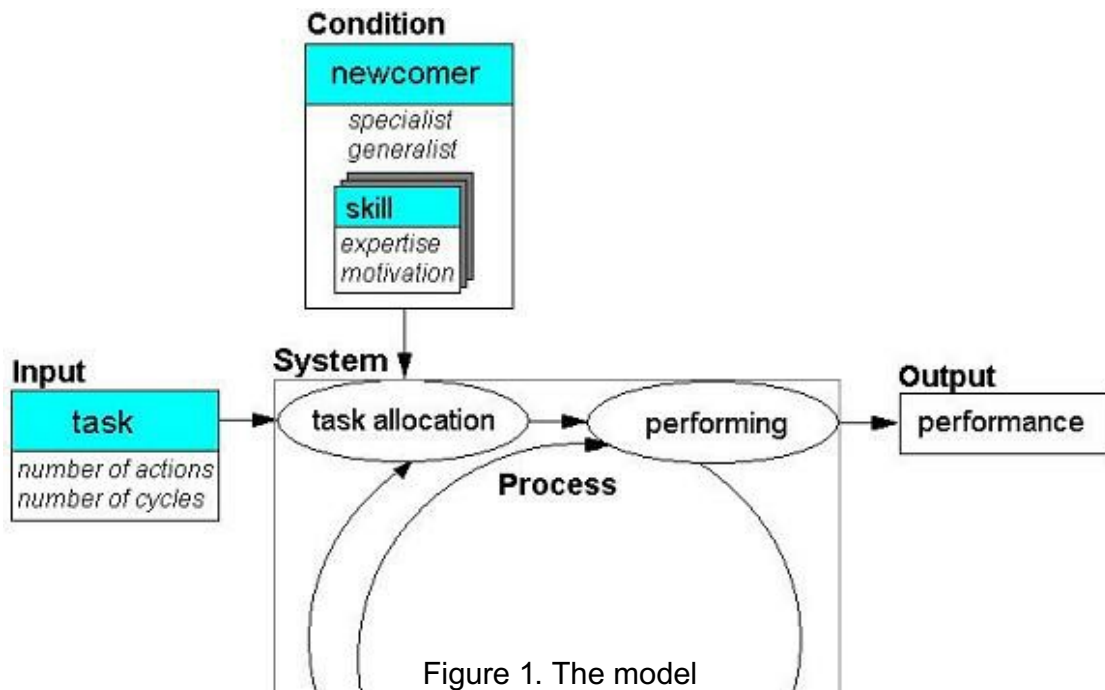 Condition
newcomer
specialist
generalist
skill
expertise
motivation
System
Input
task
number of actions
number of cycles
task allocation
performing
Process
Output
performance
Figure 1. The model